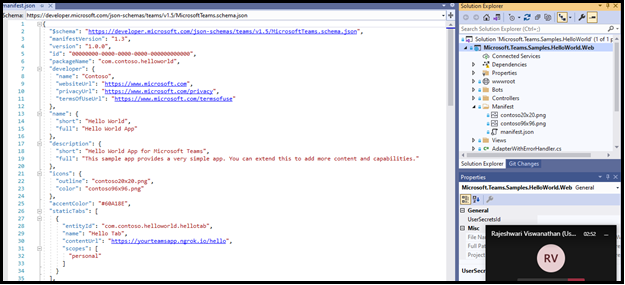 manifest.json
Schema: https://developer.microsoft.com/json-schemas/teams/v1.5/MicrosoftTeams.schema.json
1 {
2 "$schema": "https://developer.microsoft.com/json-schemas/teams/v1.5/MicrosoftTeams.schema.json",
3 "manifestVersion": "1.3",
4 "version": "1.0.0",
5 "id": "00000000-0000-0000-0000-000000000000",
6 "packageName": "com.contoso.helloworld",
7 "developer": {
8 "name": "Contoso",
9 "websiteUrl": "https://www.microsoft.com",
10 "privacyUrl": "https://www.microsoft.com/privacy",
11 "termsOfUseUrl": "https://www.microsoft.com/termsofuse"
12 },
13 "name": {
14 "short": "Hello World",
15 "full": "Hello World App"
16 },
17 "description": {
18 "short": "Hello World App for Microsoft Teams",
19 "full": "This sample app provides a very simple app. You can extend this to add more content and capabilities."
20 },
21 "icons": {
22 "outline": "contoso20x20.png",
23 "color": "contoso96x96.png"
24 },
25 "accentColor": "#60A18E",
26 "staticTabs": [
27 {
28 "entityId": "com.contoso.helloworld.hellotab",
29 "name": "Hello Tab",
30 "contentUrl": "https://yourteamsapp.ngrok.io/hello",
31 "scopes": [
32 "personal"
33 ]
34 }
35 ],
Solution Explorer
Search Solution Explorer (Ctrl+;)
Solution 'Microsoft.Teams.Samples.HelloWorld' (1 of 1 p
Microsoft.Teams.Samples.HelloWorld.Web
Connected Services
Dependencies
Properties
wwwroot
Bots
Controllers
Manifest
contoso20x20.png
contoso96x96.png
manifest.json
Views
AdapterWithErrorHandler.cs
Solution Explorer Git Changes
Properties
Microsoft.Teams.Samples.HelloWorld.Web General
General
UserSecretsId
Misc
File Na
Full Pat
Project
UserSecre
Rajeshwari Viswanathan (Us... 02:52 ...
RV